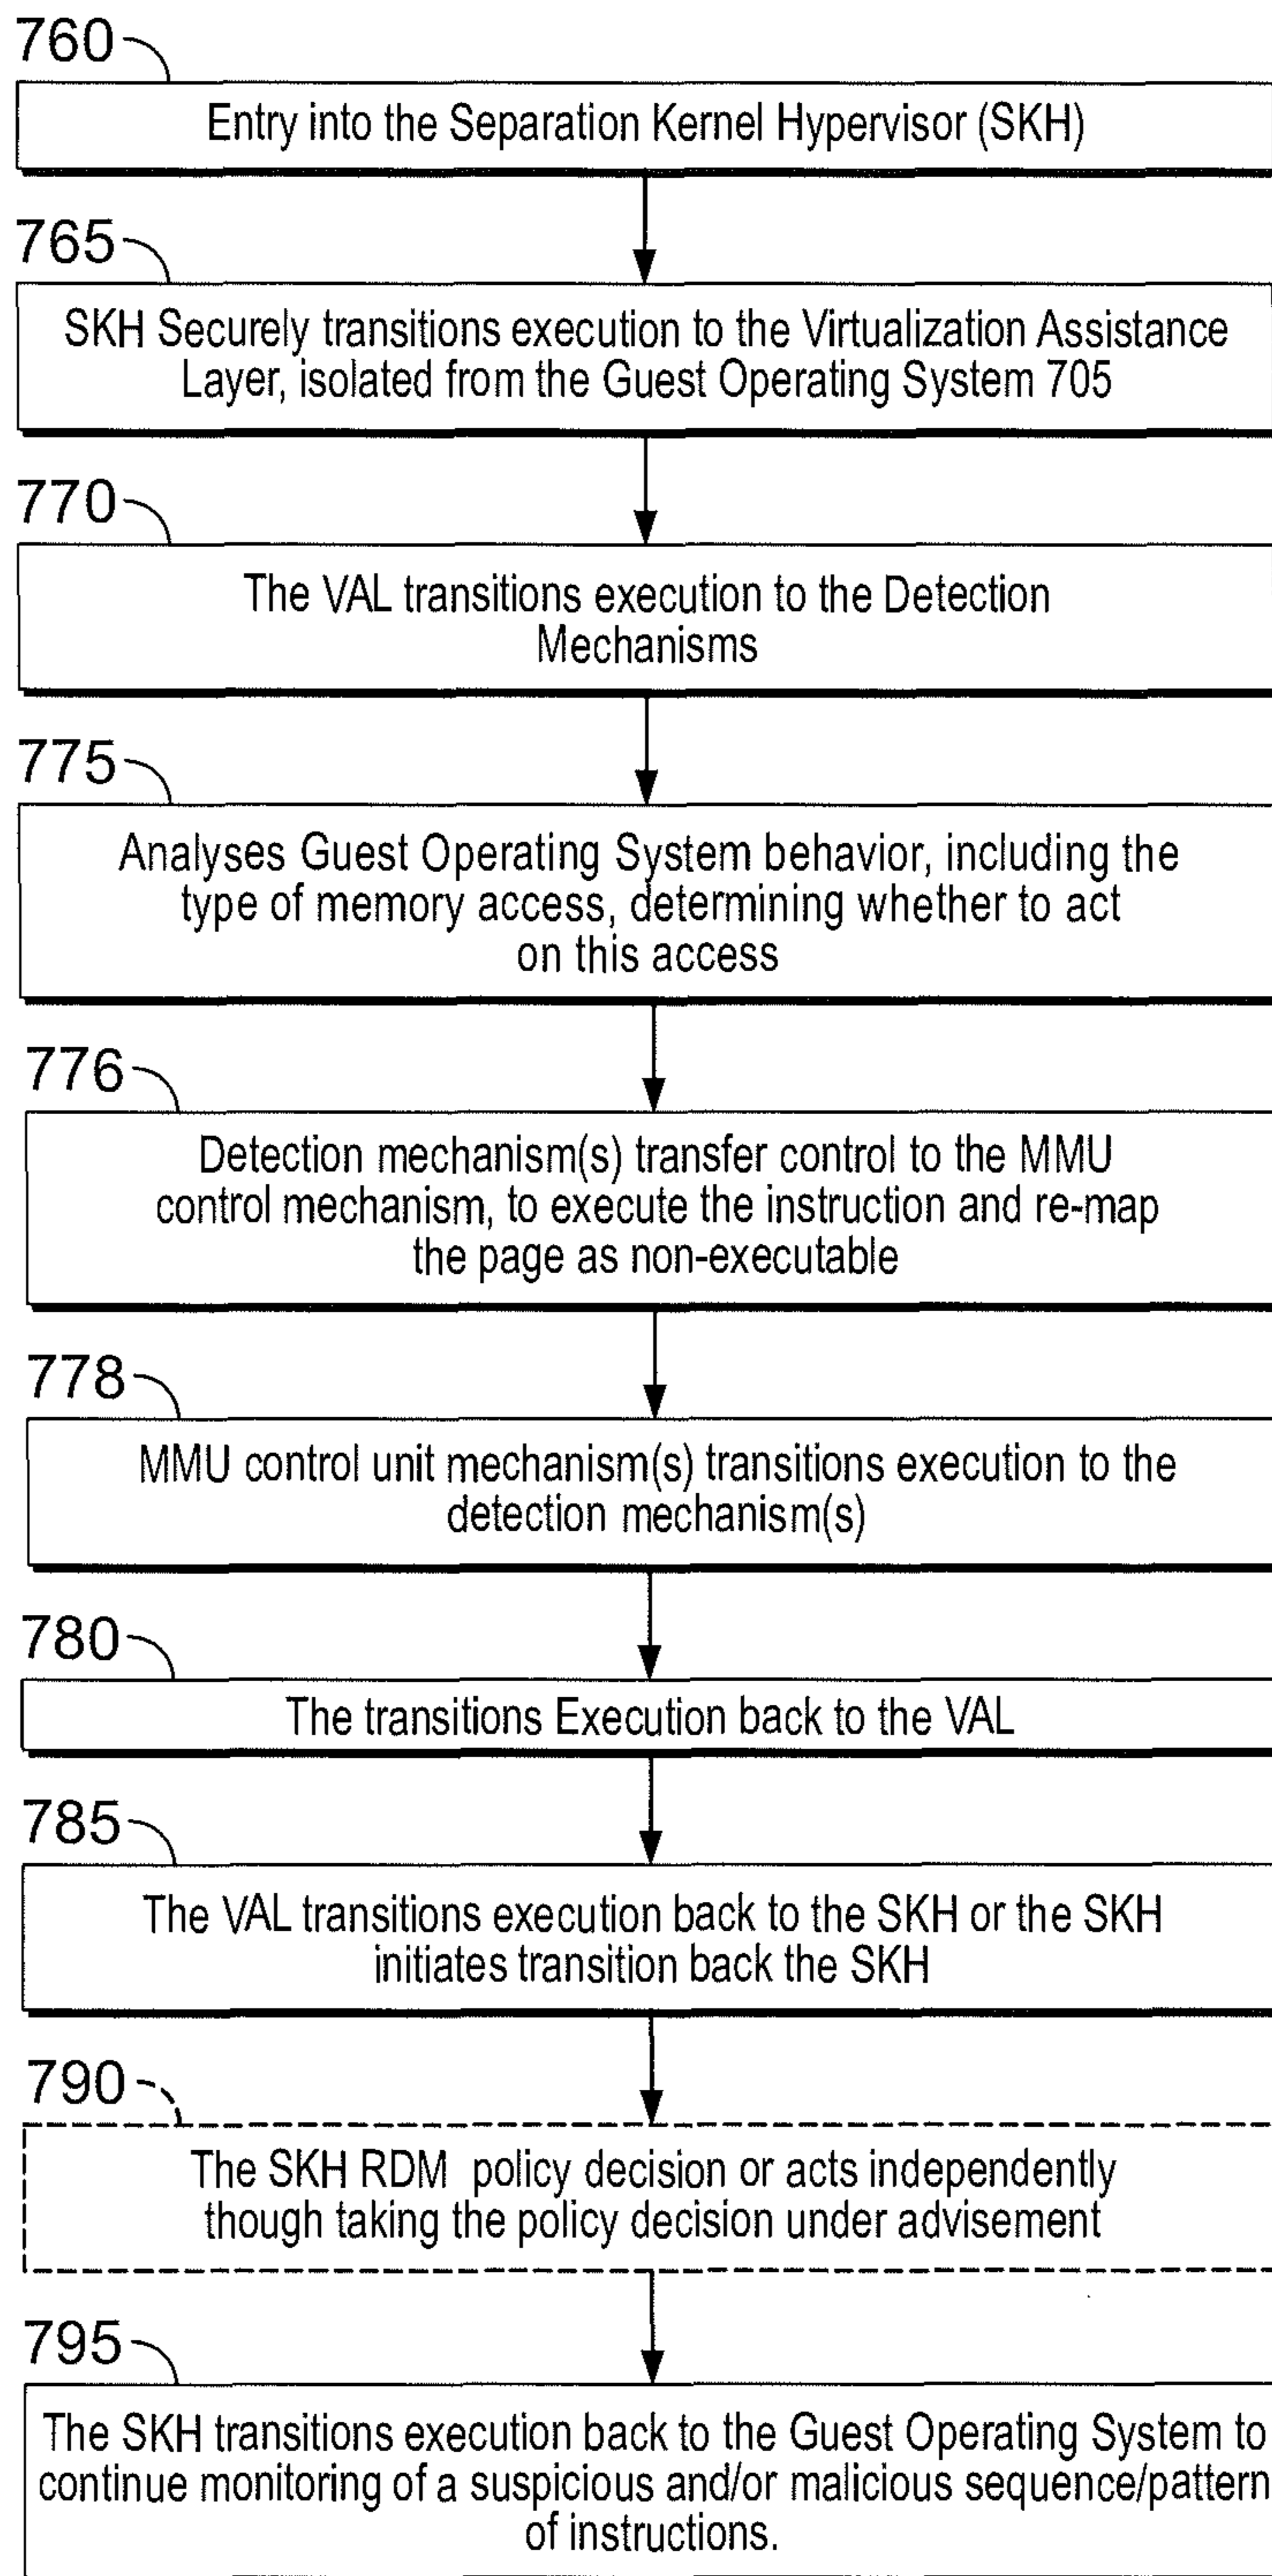 760
Entry into the Separation Kernel Hypervisor (SKH)
765
SKH Securely transitions execution to the Virtualization Assistance
Layer, isolated from the Guest Operating System 705
770
The VAL transitions execution to the Detection
Mechanisms
775
Analyses Guest Operating System behavior, including the
type of memory access, determining whether to act
on this access
776
Detection mechanism(s) transfer control to the MMU
control mechanism, to execute the instruction and re-map
the page as non-executable
778
MMU control unit mechanism(s) transitions execution to the
detection mechanism(s)
780
The transitions Execution back to the VAL
785
The VAL transitions execution back to the SKH or the SKH
initiates transition back the SKH
790
The SKH RDM policy decision or acts independently
though taking the policy decision under advisement
795
The SKH transitions execution back to the Guest Operating System to
continue monitoring of a suspicious and/or malicious sequence/pattern
of instructions.